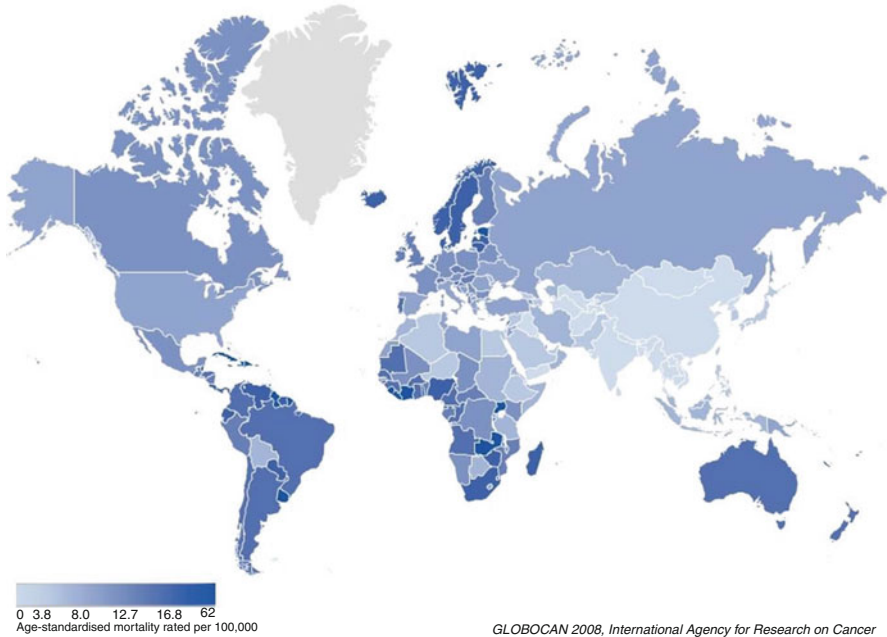 0 3.8 8.0 12.7 16.8 62
Age-standardised mortality rated per 100,000
GLOBOCAN 2008, International Agency for Research on Cancer